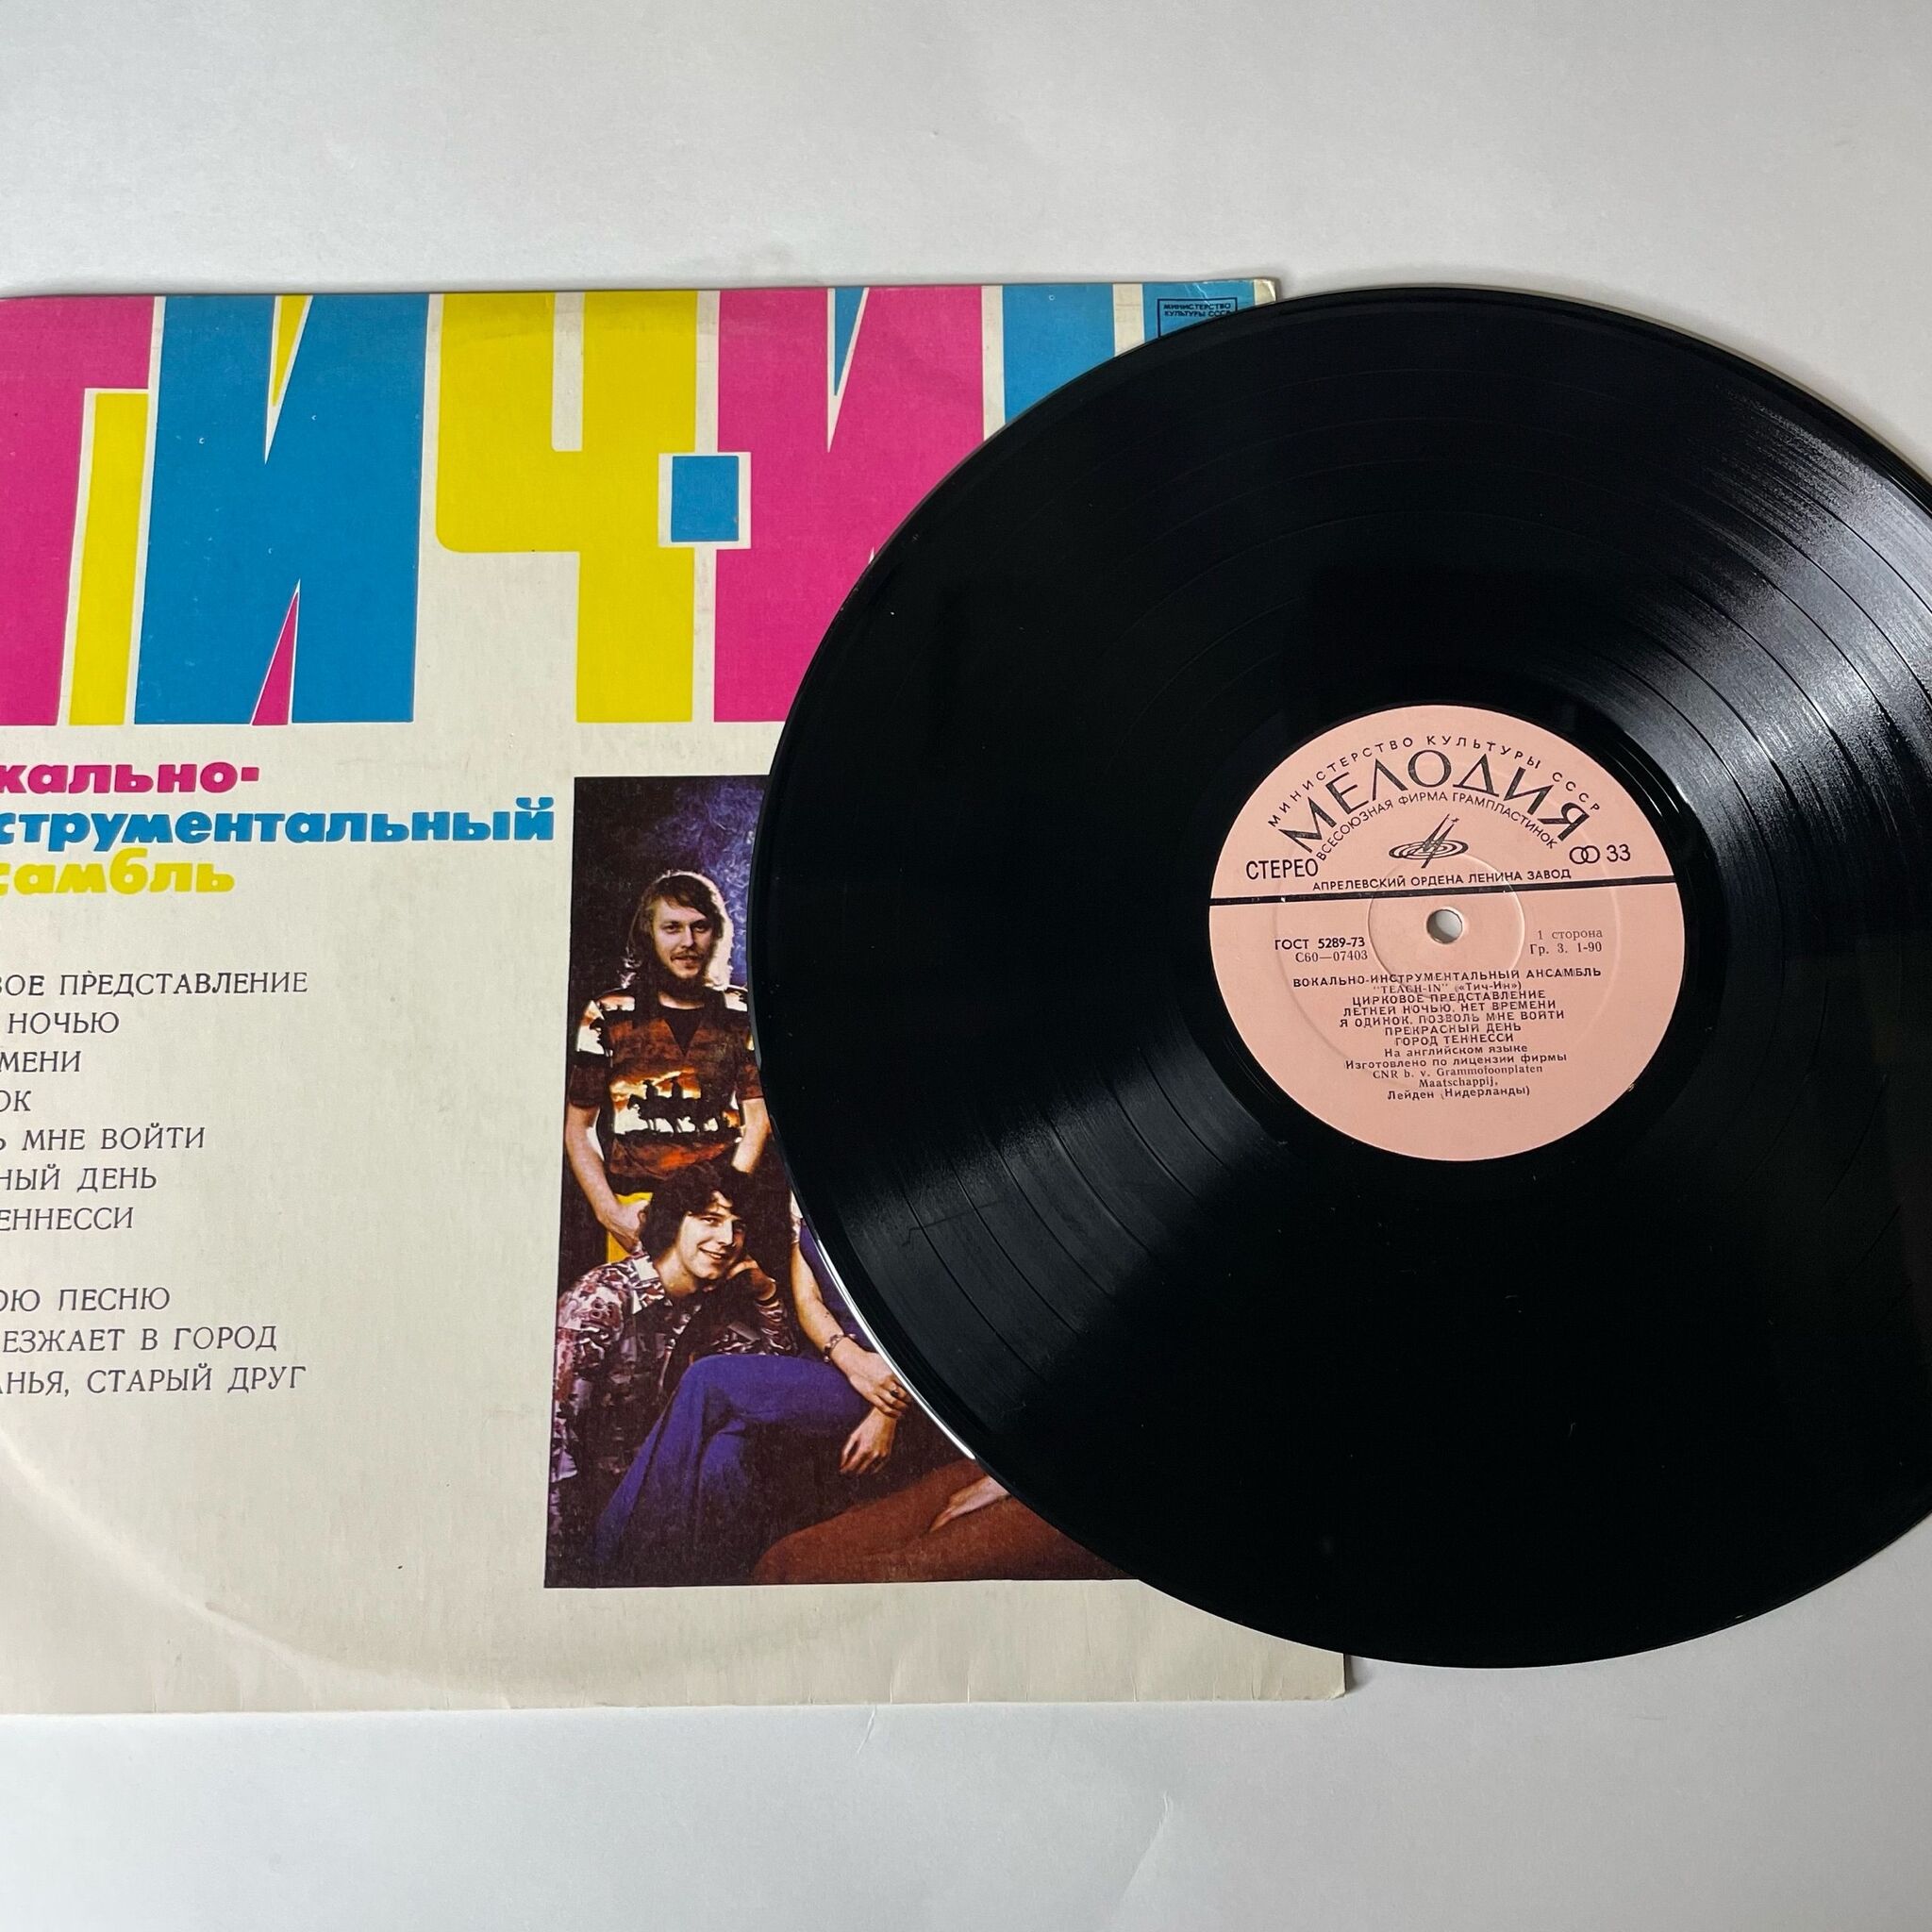 ТИЧ-И
МИНИСТЕРСТВО
КУЛЬТУРЫ СССР
кально-
струментальный
самбль
ВОЕ ПРЕДСТАВЛЕНИЕ
НОЧЬЮ
МЕНИ
ОК
Ь МНЕ ВОЙТИ
НЫЙ ДЕНЬ
ЕННЕССИ
ОЮ ПЕСНЮ
ЕЗЖАЕТ В ГОРОД
АНЬЯ, СТАРЫЙ ДРУГ
МИНИСТЕРСТВО КУЛЬТУРЫ СССР
МЕЛОДИЯ
ВСЕСОЮЗНАЯ ФИРМА ГРАМПЛАСТИНОК
СТЕРЕО
33
АПРЕЛЕВСКИЙ ОРДЕНА ЛЕНИНА ЗАВОД
ГОСТ 5289-73
С60—07403
1 сторона
Гр. 3. 1-90
ВОКАЛЬНО-ИНСТРУМЕНТАЛЬНЫЙ АНСАМБЛЬ
"TEACH-IN" («Тич-Ин»)
ЦИРКОВОЕ ПРЕДСТАВЛЕНИЕ
ЛЕТНЕЙ НОЧЬЮ. НЕТ ВРЕМЕНИ
Я ОДИНОК. ПОЗВОЛЬ МНЕ ВОЙТИ
ПРЕКРАСНЫЙ ДЕНЬ
ГОРОД ТЕННЕССИ
На английском языке
Изготовлено по лицензии фирмы
CNR b. v. Grammofoonplaten
Maatschappij,
Лейден (Нидерланды)